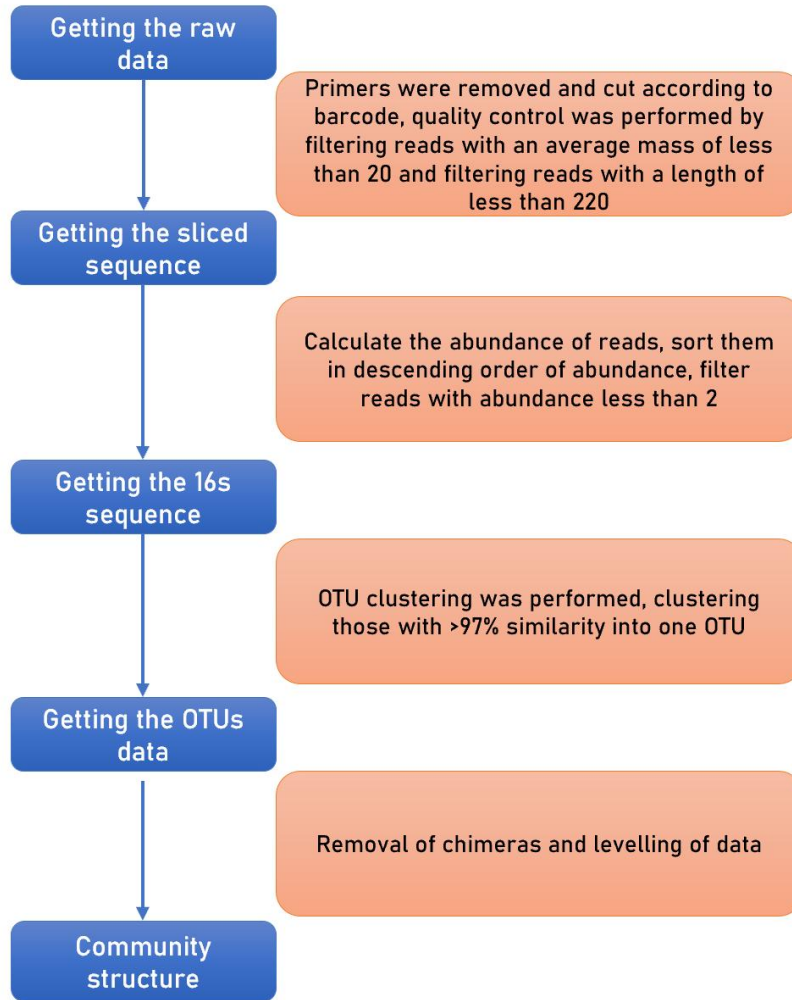 Getting the raw
data
Primers were removed and cut according to
barcode, quality control was performed by
filtering reads with an average mass of less
than 20 and filtering reads with a length of
less than 220
Getting the sliced
sequence
Calculate the abundance of reads, sort them
in descending order of abundance, filter
reads with abundance less than 2
Getting the 16s
sequence
OTU clustering was performed, clustering
those with >97% similarity into one OTU
Getting the OTUs
data
Removal of chimeras and levelling of data
Community
structure